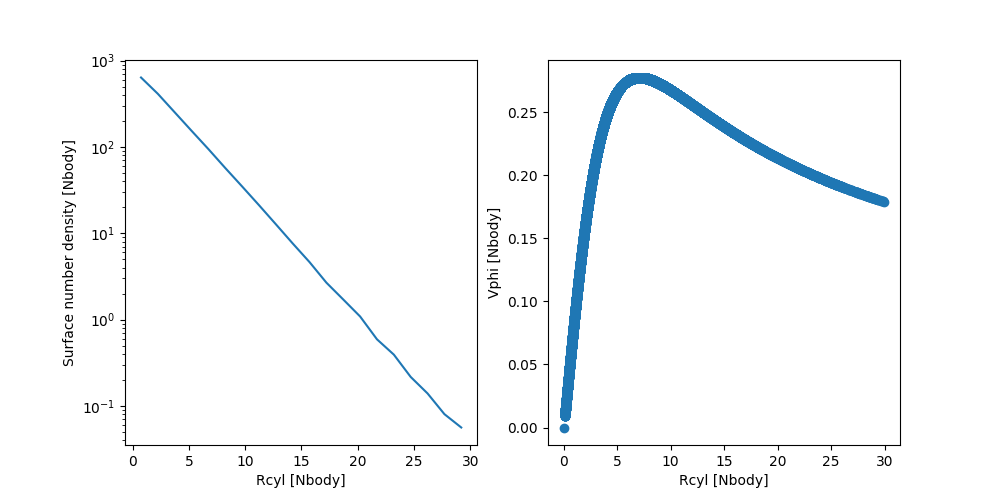 10³
10²
10¹
10⁰
10⁻¹
Surface number density [Nbody]
0 5 10 15 20 25 30
Rcyl [Nbody]
0.25
0.20
0.15
0.10
0.05
0.00
Vphi [Nbody]
0 5 10 15 20 25 30
Rcyl [Nbody]